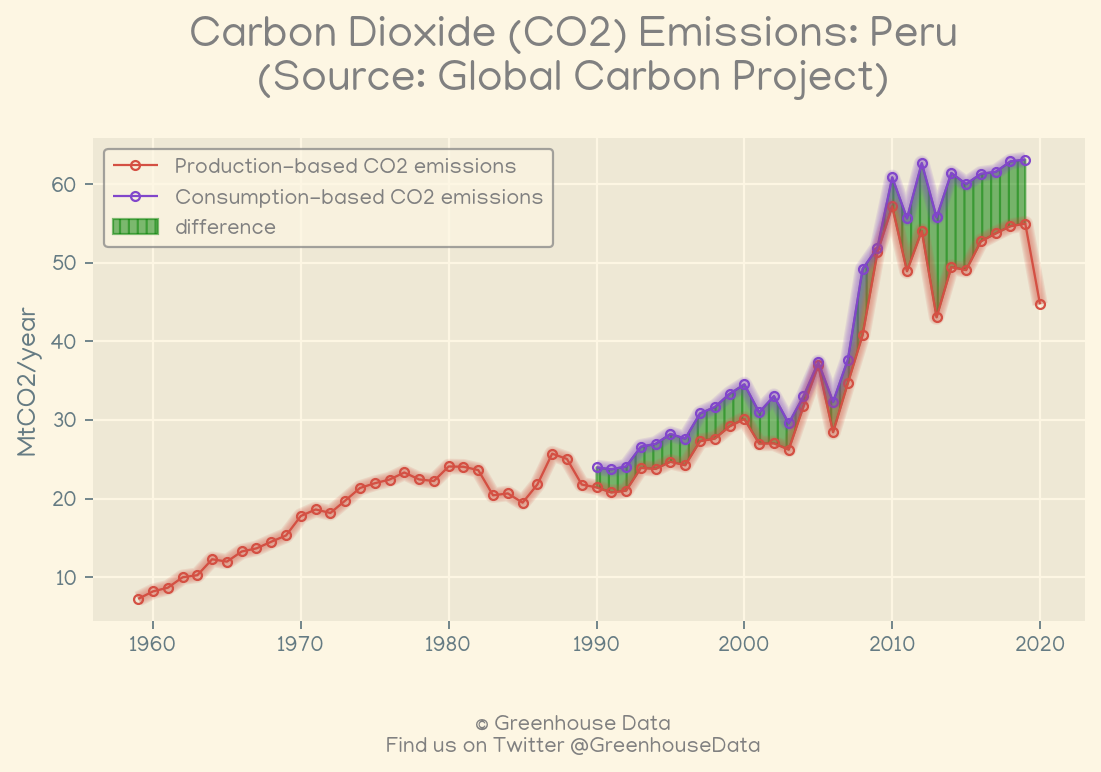 Carbon Dioxide (CO2) Emissions: Peru
(Source: Global Carbon Project)
Production-based CO2 emissions
Consumption-based CO2 emissions
difference
MtCO2/year
60
50
40
30
20
10
1960 1970 1980 1990 2000 2010 2020
© Greenhouse Data
Find us on Twitter @GreenhouseData